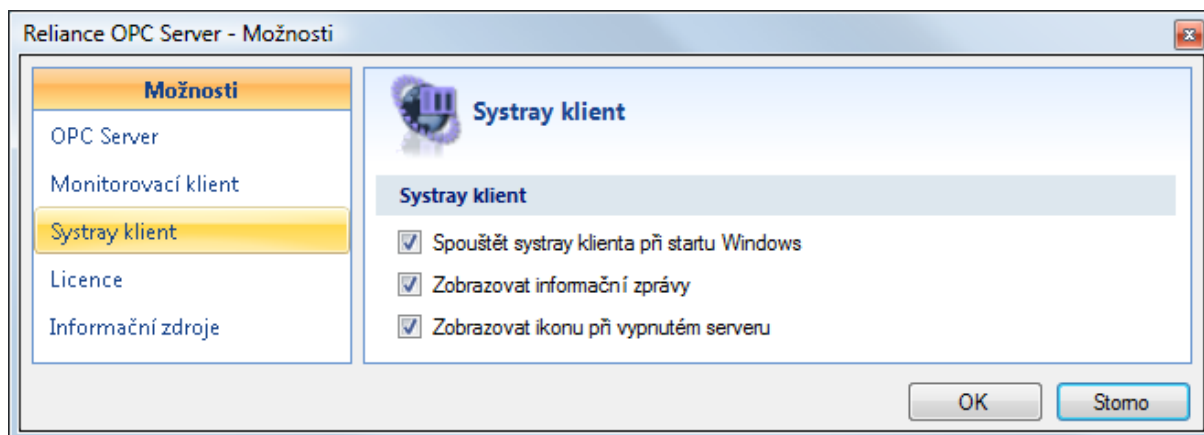 Reliance OPC Server - Možnosti
Možnosti
OPC Server
Monitorovací klient
Systray klient
Licence
Informační zdroje
Systray klient
Systray klient
Spouštět systray klienta při startu Windows
Zobrazovat informační zprávy
Zobrazovat ikonu při vypnutém serveru
OK
Storno